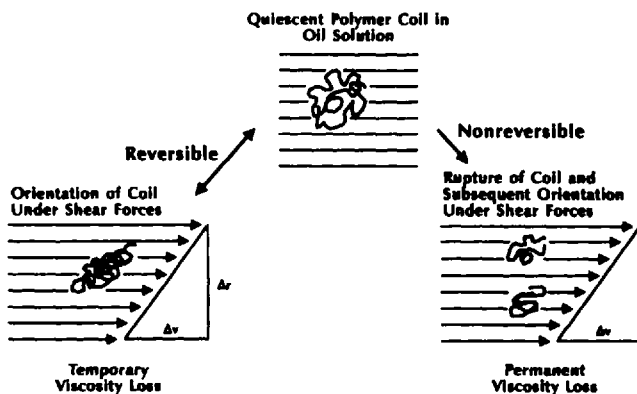 Quiescent Polymer Coil in
Oil Solution
Reversible
Nonreversible
Orientation of Coil
Under Shear Forces
Rupture of Coil and
Subsequent Orientation
Under Shear Forces
Δr
Δv
Δv
Temporary
Viscosity Loss
Permanent
Viscosity Loss